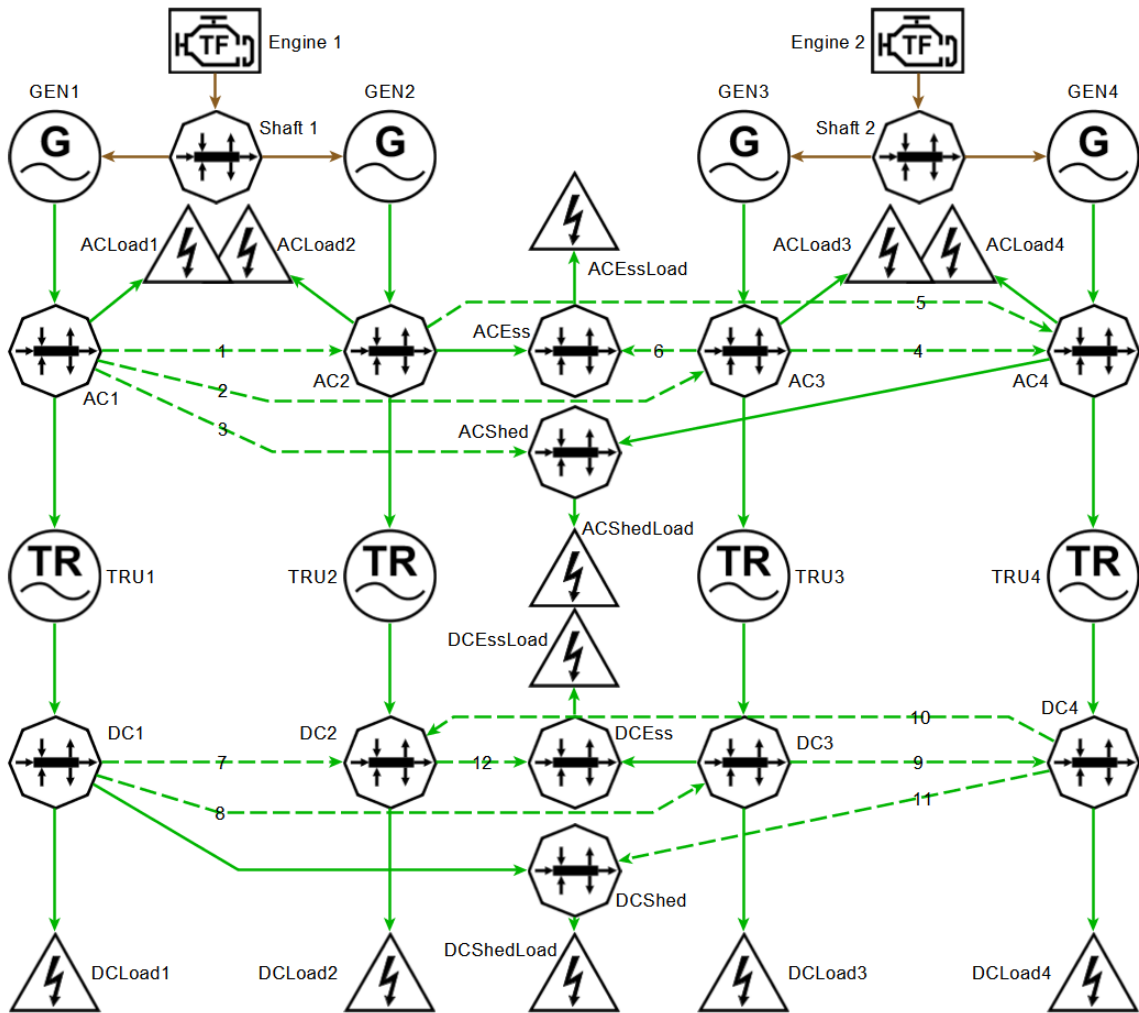 TF
Engine 1
Engine 2
TF
GEN1
GEN2
GEN3
GEN4
G
Shaft 1
G
G
Shaft 2
G
ACLoad1
ACLoad2
ACLoad3
ACLoad4
ACEssLoad
5
ACEss
1
6
4
AC1
2
AC2
AC3
AC4
3
ACShed
ACShedLoad
TR
TRU1
TRU2
TR
TR
TRU3
TRU4
TR
DCEssLoad
DC1
DC2
DCEss
DC3
10
DC4
7
12
9
8
11
DCShed
DCLoad1
DCLoad2
DCShedLoad
DCLoad3
DCLoad4